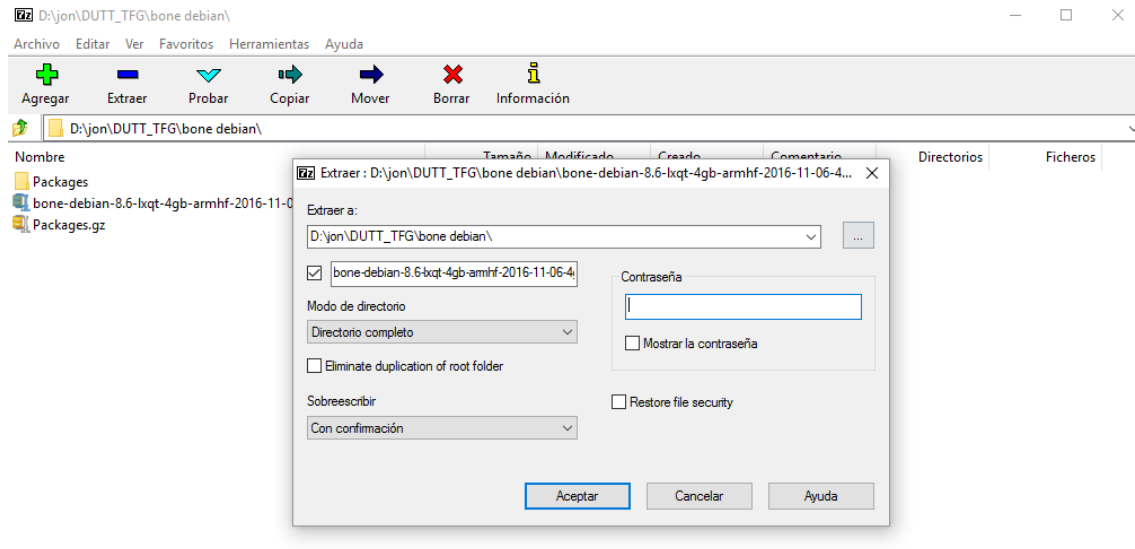 D:\jon\DUTT_TFG\bone debian\
Archivo Editar Ver Favoritos Herramientas Ayuda
Agregar Extraer Probar Copiar Mover Borrar Información
D:\jon\DUTT_TFG\bone debian\
Nombre Tamaño Modificado Creado Comentario Directorios Ficheros
Packages
bone-debian-8.6-lxqt-4gb-armhf-2016-11-0
Packages.gz
Extraer : D:\jon\DUTT_TFG\bone debian\bone-debian-8.6-lxqt-4gb-armhf-2016-11-06-4...
Extraer a:
D:\jon\DUTT_TFG\bone debian\
...
bone-debian-8.6-lxqt-4gb-armhf-2016-11-06-4
Modo de directorio
Directorio completo
Eliminate duplication of root folder
Sobreescribir
Con confirmación
Contraseña
Mostrar la contraseña
Restore file security
Aceptar Cancelar Ayuda